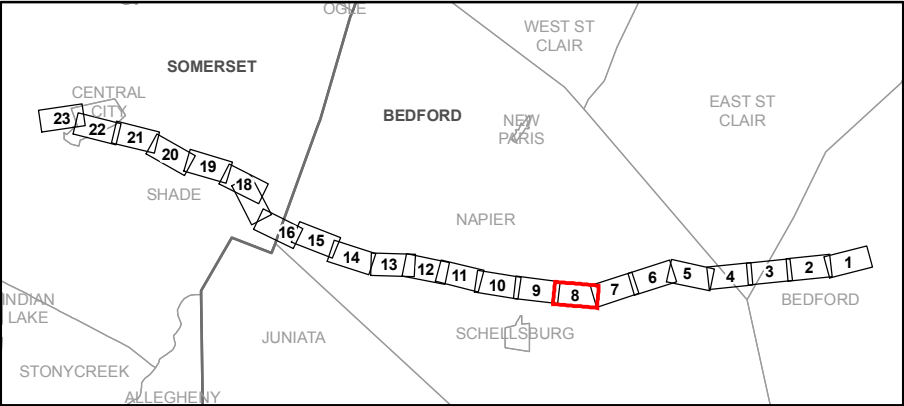 OGLE
WEST ST
CLAIR
SOMERSET
CENTRAL
CITY
EAST ST
CLAIR
BEDFORD
NEW
PARIS
23
22
21
20
19
18
SHADE
NAPIER
16
15
14
13
12
11
10
9
8
7
6
5
4
3
2
1
INDIAN
LAKE
BEDFORD
JUNIATA
SCHELLSBURG
STONYCREEK
ALLEGHENY